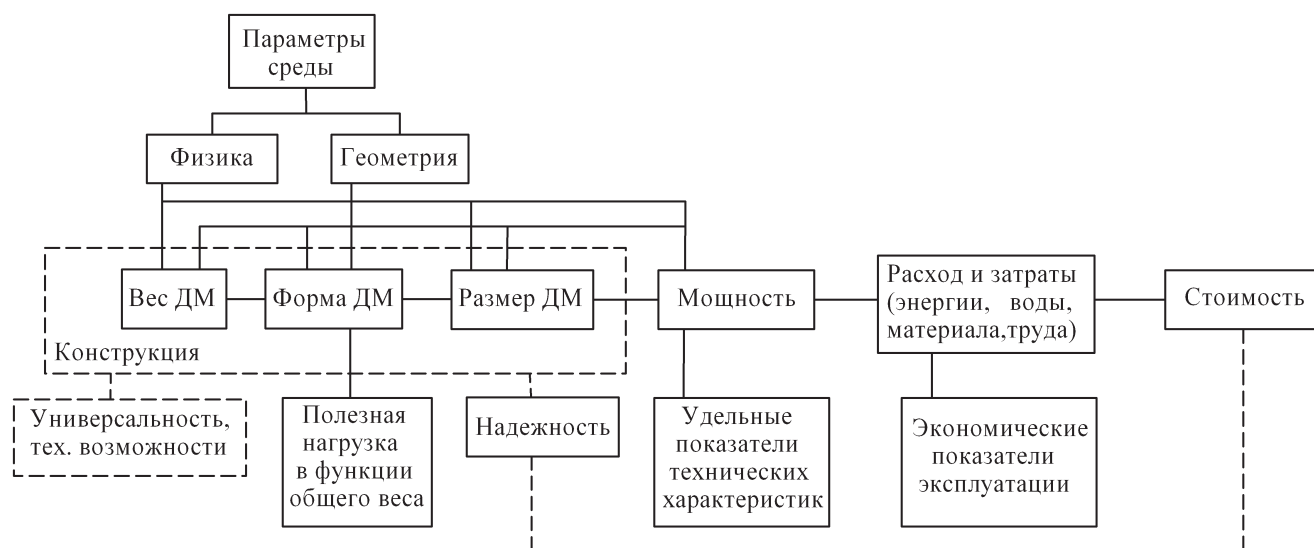 Параметры
среды
Физика
Геометрия
Вес ДМ
Форма ДМ
Размер ДМ
Мощность
Расход и затраты
(энергии, воды,
материала,труда)
Стоимость
Конструкция
Универсальность,
тех. возможности
Полезная
нагрузка
в функции
общего веса
Надежность
Удельные
показатели
технических
характеристик
Экономические
показатели
эксплуатации